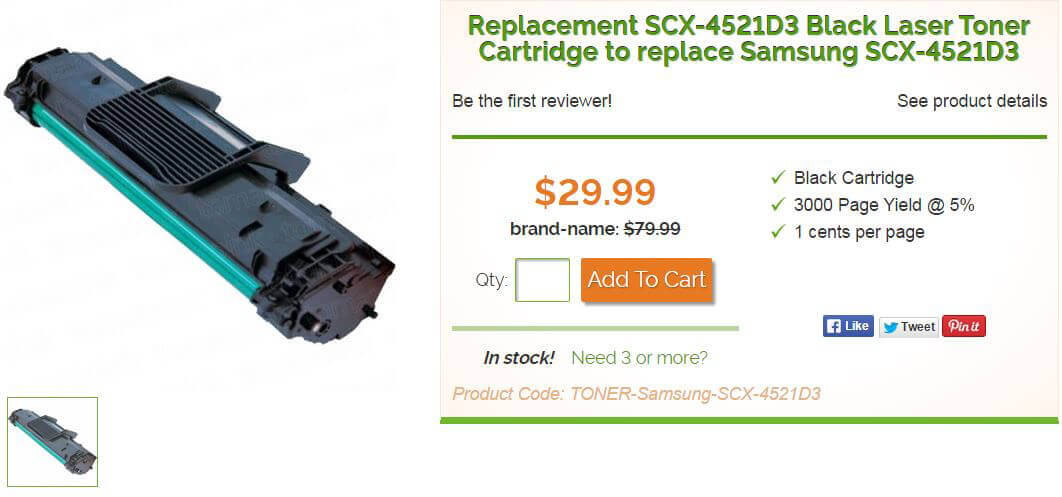 Replacement SCX-4521D3 Black Laser Toner
Cartridge to replace Samsung SCX-4521D3
Be the first reviewer!
See product details
$29.99
brand-name: $79.99
Qty:
Add To Cart
Black Cartridge
3000 Page Yield @ 5%
1 cents per page
Like
Tweet
Pin it
In stock! Need 3 or more?
Product Code: TONER-Samsung-SCX-4521D3